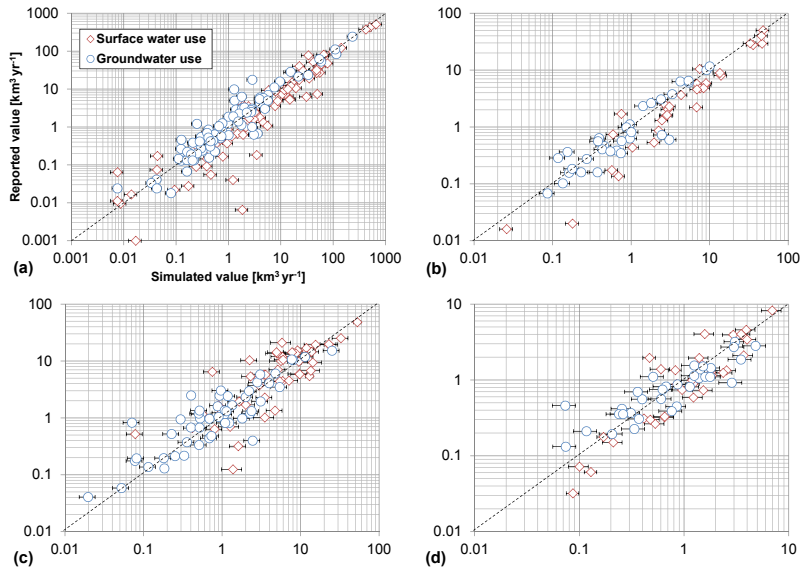 1000
100
10
1
0.1
0.01
0.001
Reported value [km³ yr⁻¹]
Surface water use
Groundwater use
0.001 0.01 0.1 1 10 100 1000
Simulated value [km³ yr⁻¹]
(a)
100
10
1
0.1
0.01
0.01 0.1 1 10 100
(b)
100
10
1
0.1
0.01
0.01 0.1 1 10 100
(c)
10
1
0.1
0.01
0.01 0.1 1 10
(d)